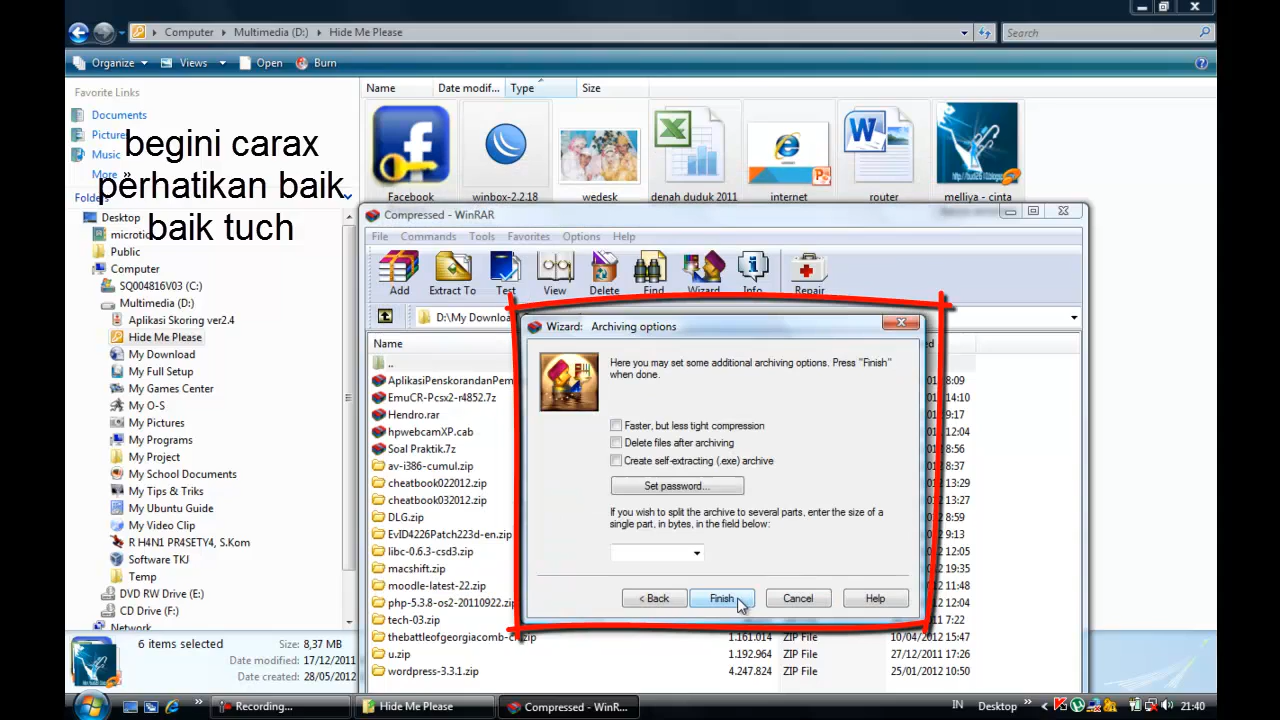 Computer ▸ Multimedia (D:) ▸ Hide Me Please
Search
Organize
Views
Open
Burn
Favorite Links
Documents
Music
Desktop
Public
Computer
SQ004816V03 (C:)
Multimedia (D:)
Aplikasi Skoring ver2.4
Hide Me Please
My Download
My Full Setup
My Games Center
My O-S
My Pictures
My Programs
My Project
My School Documents
My Tips & Triks
My Ubuntu Guide
My Video Clip
R H4N1 PR4SETY4, S.Kom
Software TKJ
Temp
DVD RW Drive (E:)
CD Drive (F:)
Network
begini carax
perhatikan baik
baik tuch
Name Date modif... Type Size
Facebook winbox-2.2.18 wedesk denah duduk 2011 internet router melliya - cinta
Compressed - WinRAR
File Commands Tools Favorites Options Help
Add Extract To Test View Delete Find Wizard Info Repair
Name
..
EmuCR-Pcsx2-r4852.7z
Hendro.rar
hpwebcamXP.cab
Soal Praktik.7z
av-i386-cumul.zip
cheatbook022012.zip
cheatbook032012.zip
DLG.zip
EvID4226Patch223d-en.zip
libc-0.6.3-csd3.zip
macshift.zip
moodle-latest-22.zip
php-5.3.8-os2-20110922.zip
tech-03.zip
1.161.014 ZIP File 10/04/2012 15:47
u.zip 1.192.964 ZIP File 27/12/2011 17:26
wordpress-3.3.1.zip 4.247.824 ZIP File 25/01/2012 10:50
Wizard: Archiving options
Here you may set some additional archiving options. Press "Finish"
when done.
Faster, but less tight compression
Delete files after archiving
Create self-extracting (.exe) archive
Set password...
If you wish to split the archive to several parts, enter the size of a
single part, in bytes, in the field below:
< Back Finish Cancel Help
6 items selected Size: 8,37 MB
Date modified: 17/12/2011
Date created: 28/05/2012
Recording... Hide Me Please Compressed - WinR... IN Desktop 21:40